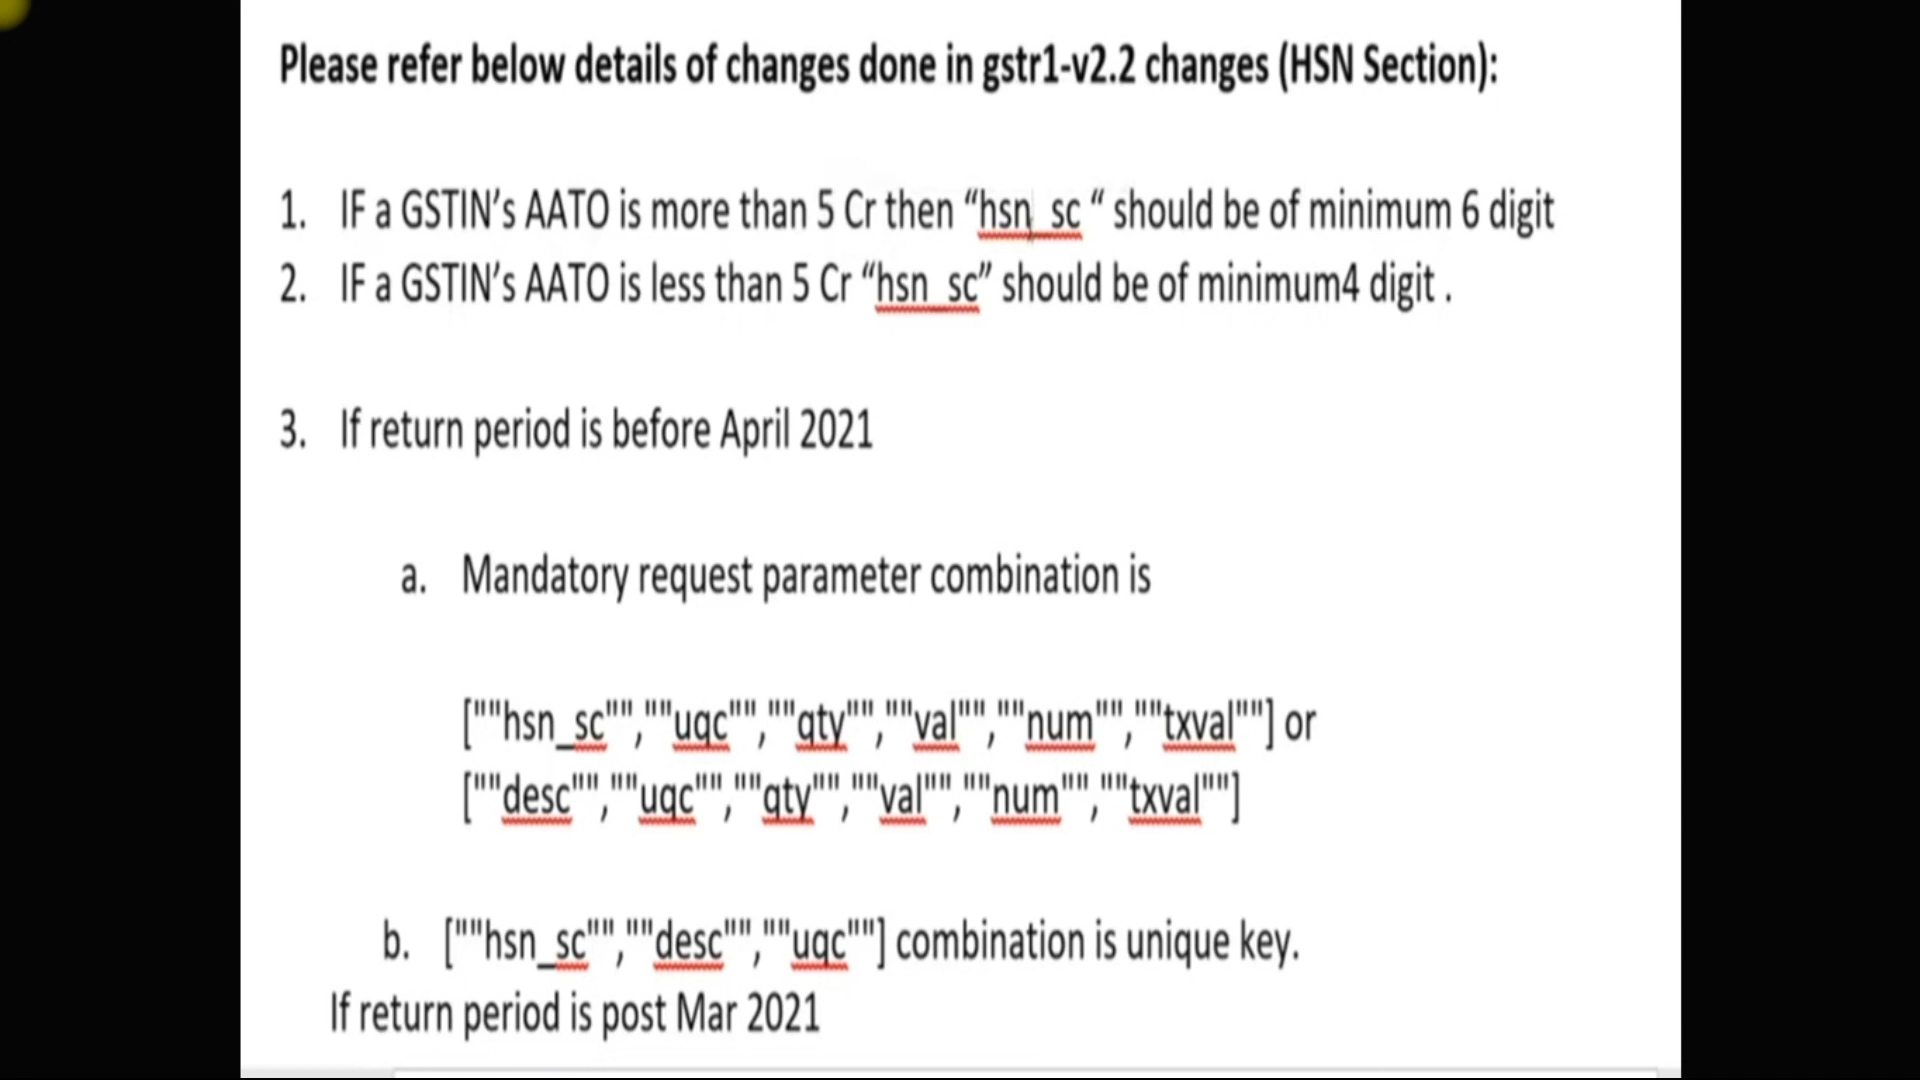 Please refer below details of changes done in gstr1-v2.2 changes (HSN Section):
1. IF a GSTIN’s AATO is more than 5 Cr then “hsn_sc “ should be of minimum 6 digit
2. IF a GSTIN’s AATO is less than 5 Cr “hsn_sc” should be of minimum4 digit .
3. If return period is before April 2021
a. Mandatory request parameter combination is
[""hsn_sc"",""uqc"",""qty"",""val"",""num"",""txval""] or
[""desc"",""uqc"",""qty"",""val"",""num"",""txval""]
b. [""hsn_sc"",""desc"",""uqc""] combination is unique key.
If return period is post Mar 2021